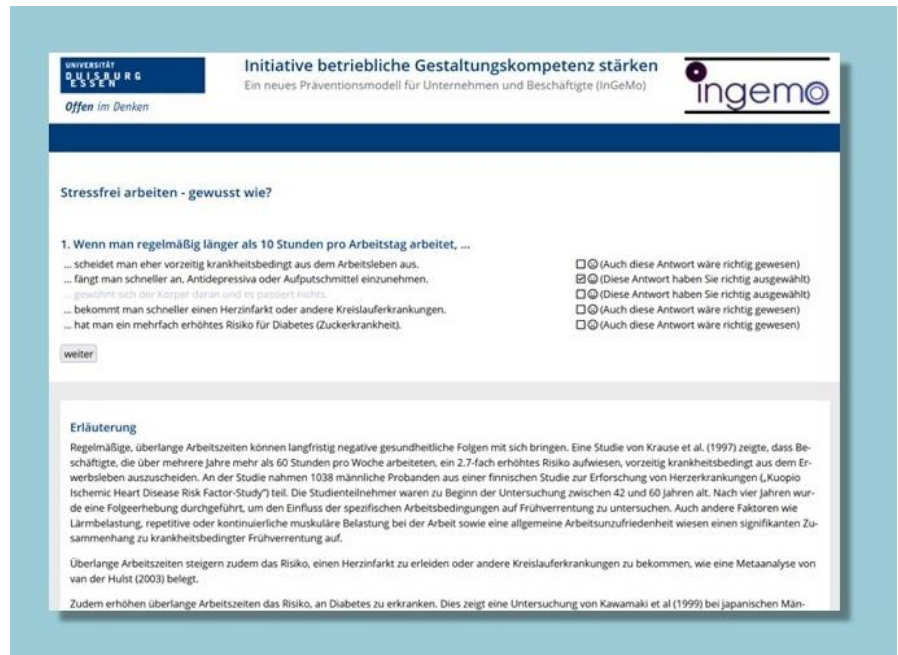 UNIVERSITÄT
DUISBURG
ESSEN
Offen im Denken
Initiative betriebliche Gestaltungskompetenz stärken
Ein neues Präventionsmodell für Unternehmen und Beschäftigte (InGeMo)
ingemo
Stressfrei arbeiten - gewusst wie?
1. Wenn man regelmäßig länger als 10 Stunden pro Arbeitstag arbeitet, ...
... scheidet man eher vorzeitig krankheitsbedingt aus dem Arbeitsleben aus. (Auch diese Antwort wäre richtig gewesen)
... fängt man schneller an, Antidepressiva oder Aufputschmittel einzunehmen. (Diese Antwort haben Sie richtig ausgewählt)
... gewöhnt sich der Körper daran und es passiert nichts. (Diese Antwort haben Sie richtig ausgewählt)
... bekommt man schneller einen Herzinfarkt oder andere Kreislauferkrankungen. (Auch diese Antwort wäre richtig gewesen)
... hat man ein mehrfach erhöhtes Risiko für Diabetes (Zuckerkrankheit). (Auch diese Antwort wäre richtig gewesen)
weiter
Erläuterung
Regelmäßige, überlange Arbeitszeiten können langfristig negative gesundheitliche Folgen mit sich bringen. Eine Studie von Krause et al. (1997) zeigte, dass Be-
schäftigte, die über mehrere Jahre mehr als 60 Stunden pro Woche arbeiteten, ein 2.7-fach erhöhtes Risiko aufwiesen, vorzeitig krankheitsbedingt aus dem Er-
werbsleben auszuscheiden. An der Studie nahmen 1038 männliche Probanden aus einer finnischen Studie zur Erforschung von Herzerkrankungen („Kuopio
Ischemic Heart Disease Risk Factor-Study“) teil. Die Studienteilnehmer waren zu Beginn der Untersuchung zwischen 42 und 60 Jahren alt. Nach vier Jahren wur-
de eine Folgeerhebung durchgeführt, um den Einfluss der spezifischen Arbeitsbedingungen auf Frühverrentung zu untersuchen. Auch andere Faktoren wie
Lärmbelastung, repetitive oder kontinuierliche muskuläre Belastung bei der Arbeit sowie eine allgemeine Arbeitsunzufriedenheit wiesen einen signifikanten Zu-
sammenhang zu krankheitsbedingter Frühverrentung auf.
Überlange Arbeitszeiten steigern zudem das Risiko, einen Herzinfarkt zu erleiden oder andere Kreislauferkrankungen zu bekommen, wie eine Metaanalyse von
van der Hulst (2003) belegt.
Zudem erhöhen überlange Arbeitszeiten das Risiko, an Diabetes zu erkranken. Dies zeigt eine Untersuchung von Kawamaki et al (1999) bei japanischen Män-